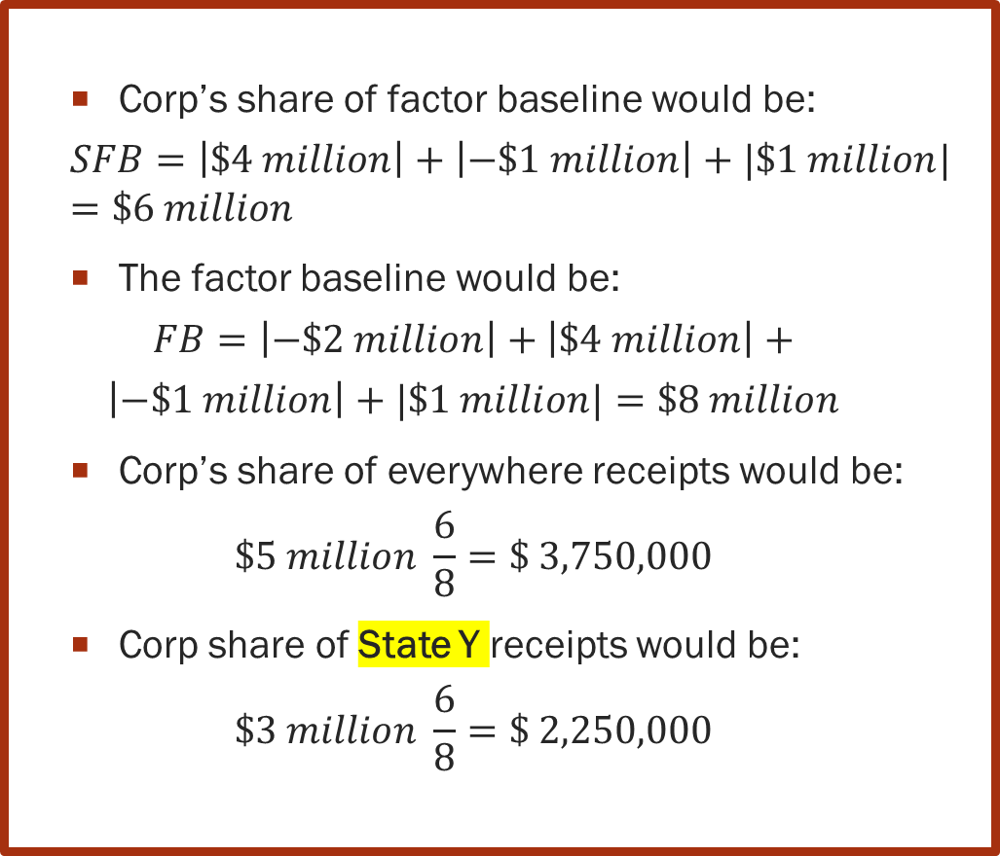 ▪ Corp’s share of factor baseline would be:
SFB = |$4 million| + |−$1 million| + |$1 million|
= $6 million
▪ The factor baseline would be:
FB = |−$2 million| + |$4 million| +
|−$1 million| + |$1 million| = $8 million
▪ Corp’s share of everywhere receipts would be:
$5 million 6/8 = $ 3,750,000
▪ Corp share of State Y receipts would be:
$3 million 6/8 = $ 2,250,000